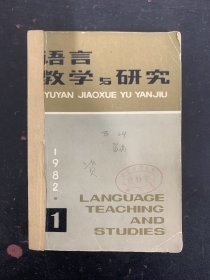 语言
教学与研究
YUYAN JIAOXUE YU YANJIU
1982.
1
LANGUAGE
TEACHING
AND
STUDIES